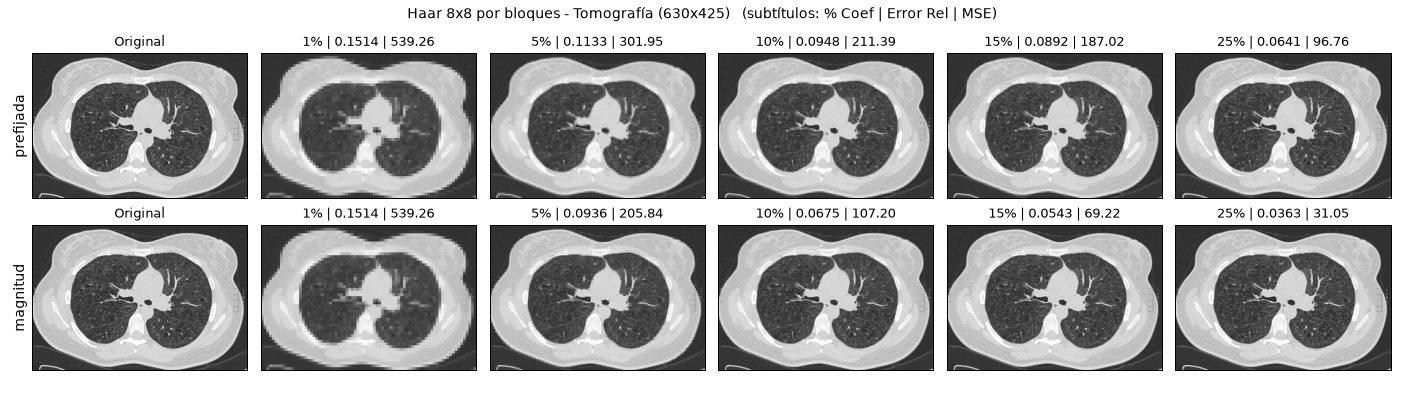 Haar 8x8 por bloques - Tomografía (630x425) (subtítulos: % Coef | Error Rel | MSE)
Original
1% | 0.1514 | 539.26
5% | 0.1133 | 301.95
10% | 0.0948 | 211.39
15% | 0.0892 | 187.02
25% | 0.0641 | 96.76
prefijada
Original
1% | 0.1514 | 539.26
5% | 0.0936 | 205.84
10% | 0.0675 | 107.20
15% | 0.0543 | 69.22
25% | 0.0363 | 31.05
magnitud